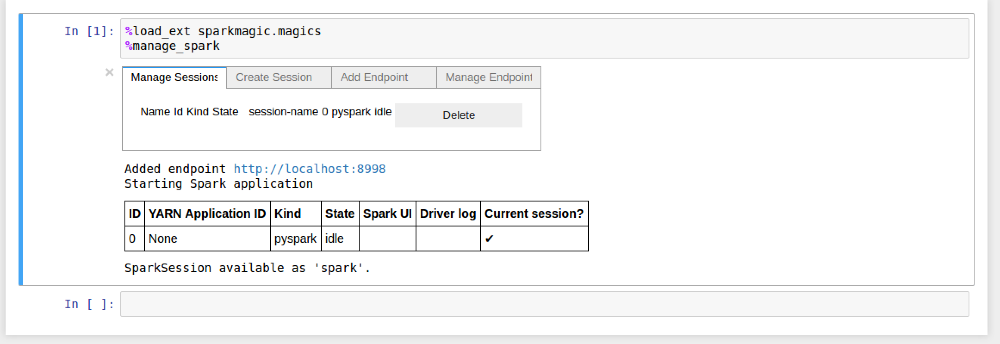 In [1]: %load_ext sparkmagic.magics
%manage_spark
× Manage Sessions Create Session Add Endpoint Manage Endpoint
Name Id Kind State session-name 0 pyspark idle Delete
Added endpoint http://localhost:8998
Starting Spark application
ID YARN Application ID Kind State Spark UI Driver log Current session?
0 None pyspark idle ✔
SparkSession available as 'spark'.
In [ ]: